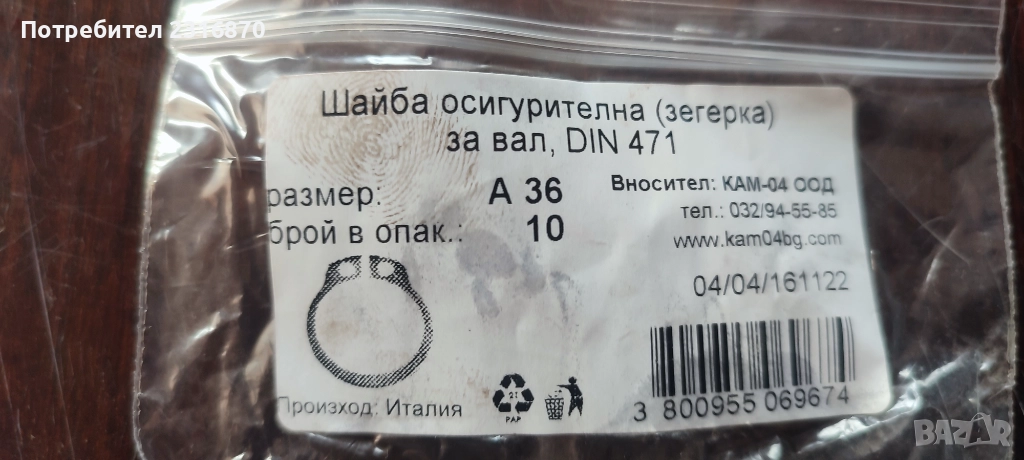 Потребител
Шайба осигурителна (зегерка)
за вал, DIN 471
размер: A 36
брой в опак.: 10
Вносител: КАМ-04 ООД
тел.: 032/94-55-85
www.kam04bg.com
04/04/161122
Произход: Италия
21
PAP
3 800955 069674
BAZAR